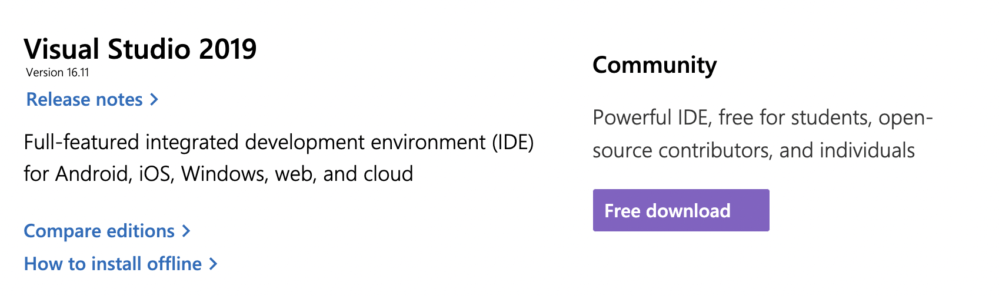 Visual Studio 2019
Version 16.11
Release notes
Full-featured integrated development environment (IDE)
for Android, iOS, Windows, web, and cloud
Compare editions
How to install offline
Community
Powerful IDE, free for students, open-
source contributors, and individuals
Free download